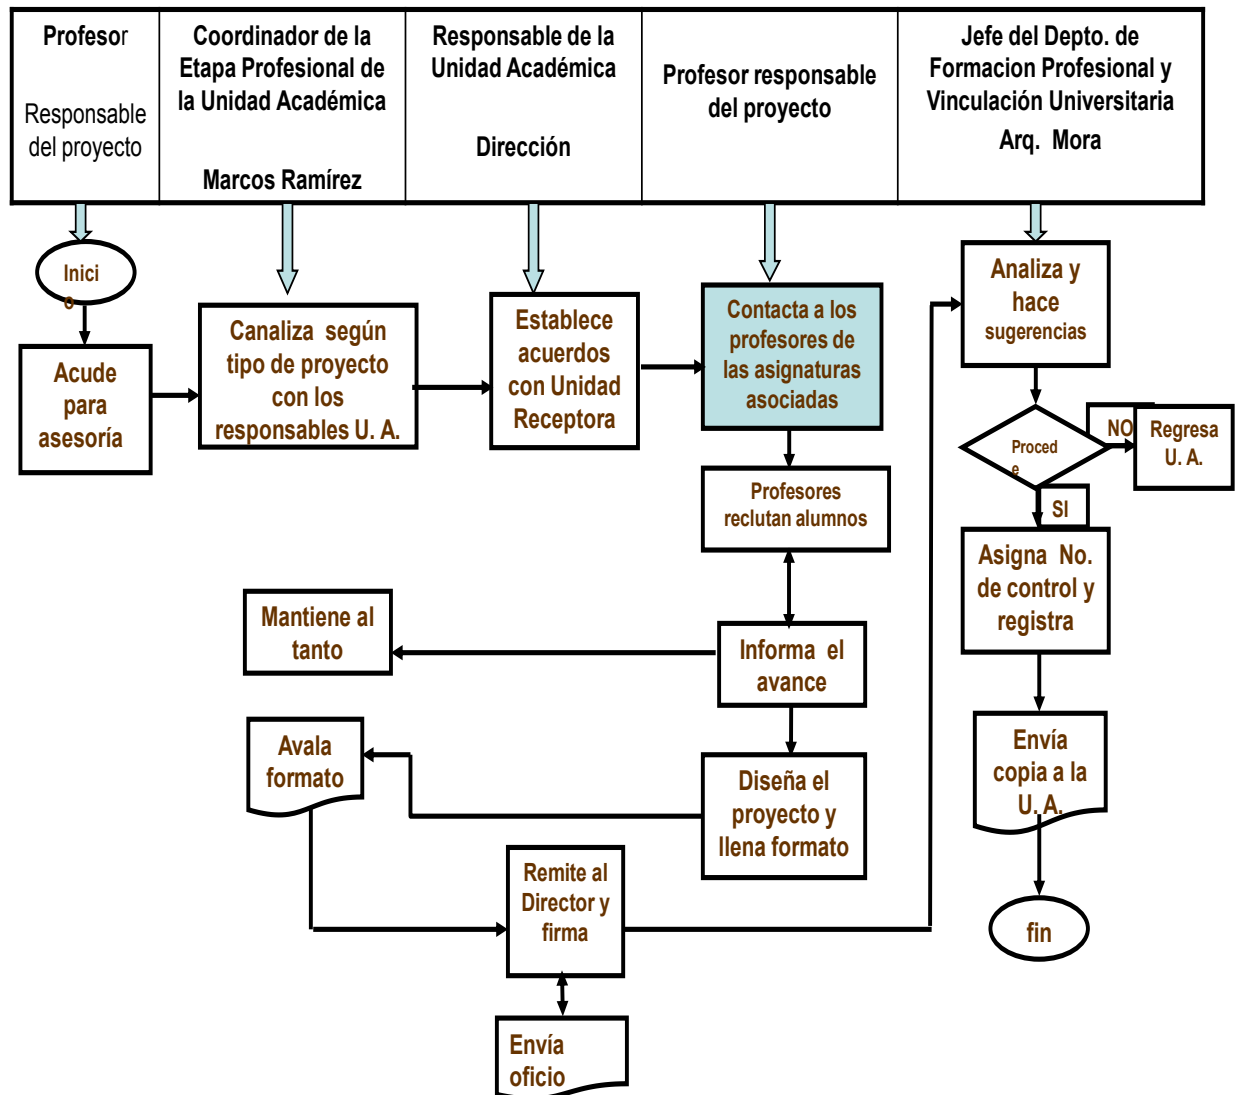 Profesor
Responsable
del proyecto
Coordinador de la
Etapa Profesional de
la Unidad Académica
Marcos Ramírez
Responsable de la
Unidad Académica
Dirección
Profesor responsable
del proyecto
Jefe del Depto. de
Formacion Profesional y
Vinculación Universitaria
Arq. Mora
Inici
o
Acude
para
asesoría
Canaliza según
tipo de proyecto
con los
responsables U. A.
Establece
acuerdos
con Unidad
Receptora
Contacta a los
profesores de
las asignaturas
asociadas
Analiza y
hace
sugerencias
Proced
e
NO
Regresa
U. A.
SI
Profesores
reclutan alumnos
Asigna No.
de control y
registra
Mantiene al
tanto
Informa el
avance
Avala
formato
Diseña el
proyecto y
llena formato
Envía
copia a la
U. A.
Remite al
Director y
firma
fin
Envía
oficio